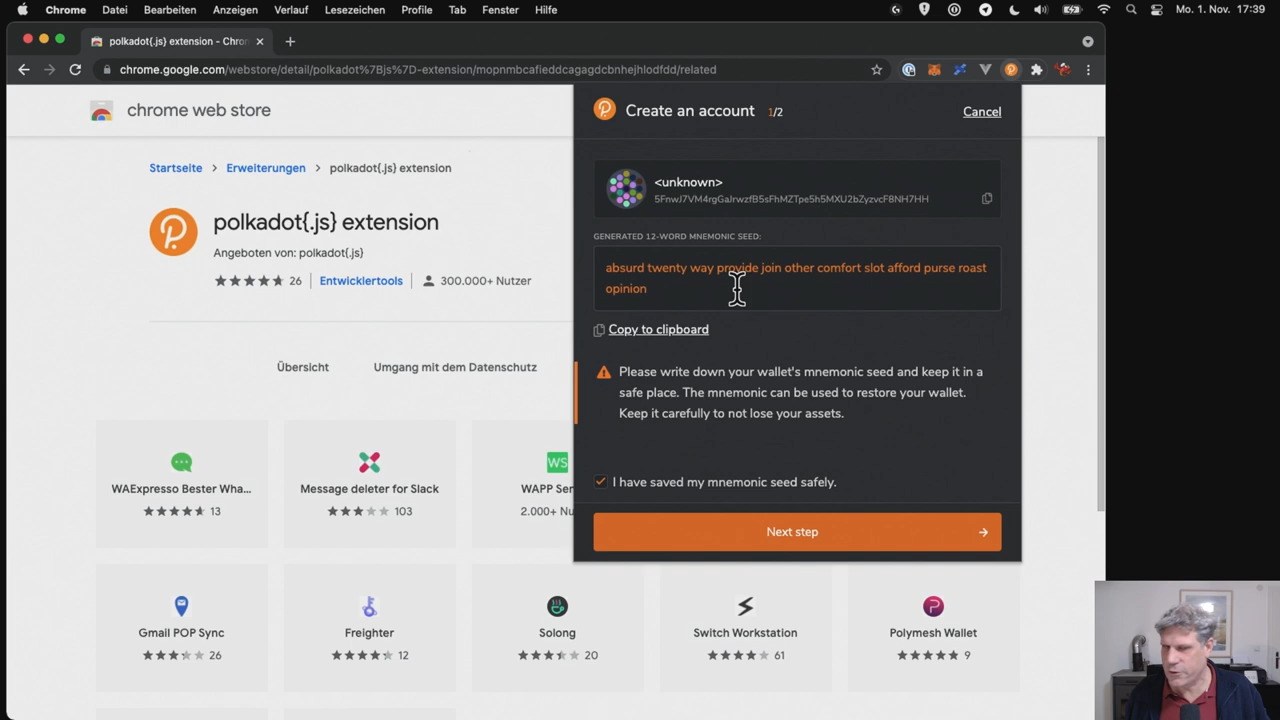 Chrome Datei Bearbeiten Anzeigen Verlauf Lesezeichen Profile Tab Fenster Hilfe Mo. 1. Nov. 17:39
polkadot{.js} extension - Chro
chrome.google.com/webstore/detail/polkadot%7Bjs%7D-extension/mopnmbcafieddcagagdcbnhejhlodfdd/related
chrome web store
Startseite > Erweiterungen > polkadot{.js} extension
polkadot{.js} extension
Angeboten von: polkadot{.js}
26 Entwicklertools 300.000+ Nutzer
Übersicht Umgang mit dem Datenschutz
Create an account 1/2 Cancel
<unknown>
5FnwJ7VM4rgGaJrwzfB5sFhMZTpe5h5MXU2bZyzvcF8NH7HH
GENERATED 12-WORD MNEMONIC SEED:
absurd twenty way provide join other comfort slot afford purse roast
opinion
Copy to clipboard
Please write down your wallet's mnemonic seed and keep it in a
safe place. The mnemonic can be used to restore your wallet.
Keep it carefully to not lose your assets.
I have saved my mnemonic seed safely.
Next step
WS
WAExpresso Bester Wha... Message deleter for Slack WAPP Ser
13 103 2.000+ Nu
Gmail POP Sync Freighter Solong Switch Workstation Polymesh Wallet
26 12 20 61 9